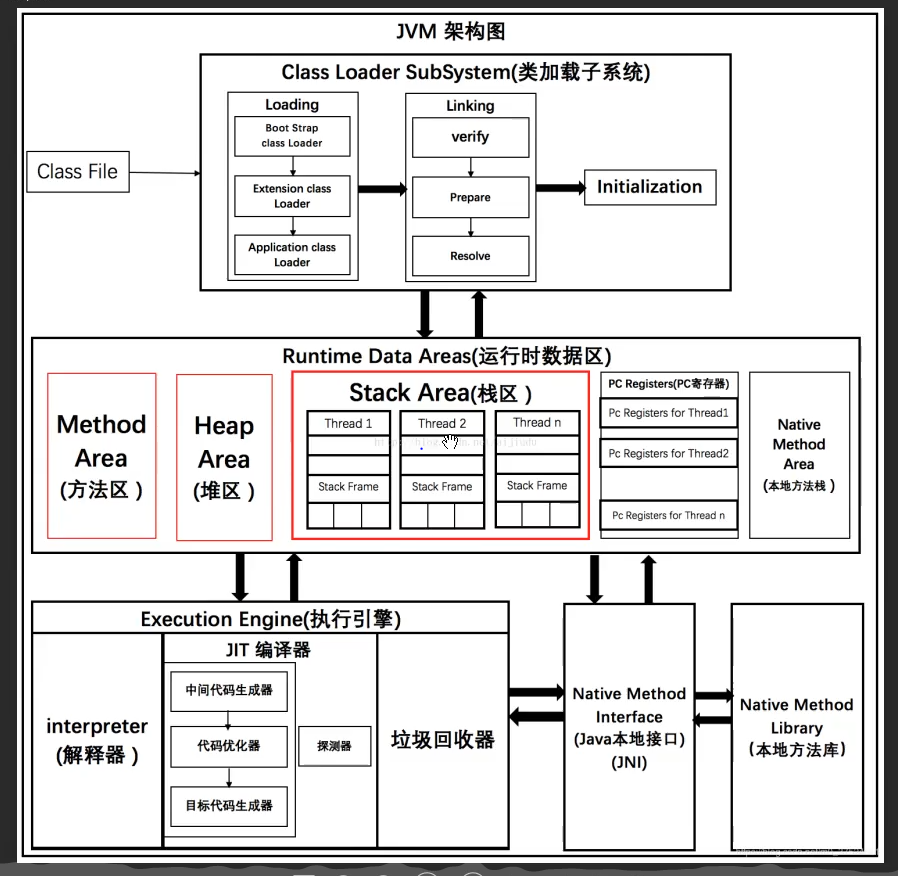 JVM 架构图
Class Loader SubSystem(类加载子系统)
Loading
Boot Strap
class Loader
Extension class
Loader
Application class
Loader
Linking
verify
Prepare
Resolve
Initialization
Class File
Runtime Data Areas(运行时数据区)
Method
Area
(方法区 )
Heap
Area
(堆区 )
Stack Area(栈区 )
Thread 1
Stack Frame
Thread 2
Stack Frame
Thread n
Stack Frame
PC Registers(PC寄存器)
Pc Registers for Thread1
Pc Registers for Thread2
Pc Registers for Thread n
Native
Method
Area
(本地方法栈 )
Execution Engine(执行引擎)
interpreter
(解释器 )
JIT 编译器
中间代码生成器
代码优化器
目标代码生成器
探测器
垃圾回收器
Native Method
Interface
(Java本地接口)
(JNI)
Native Method
Library
(本地方法库)